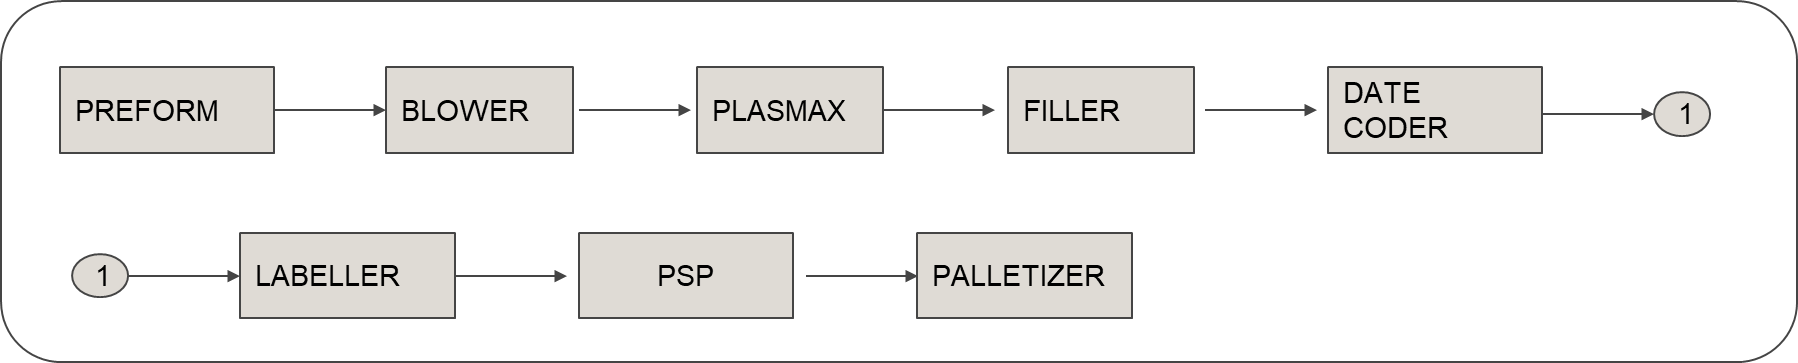 PREFORM
BLOWER
PLASMAX
FILLER
DATE
CODER
1
1
LABELLER
PSP
PALLETIZER